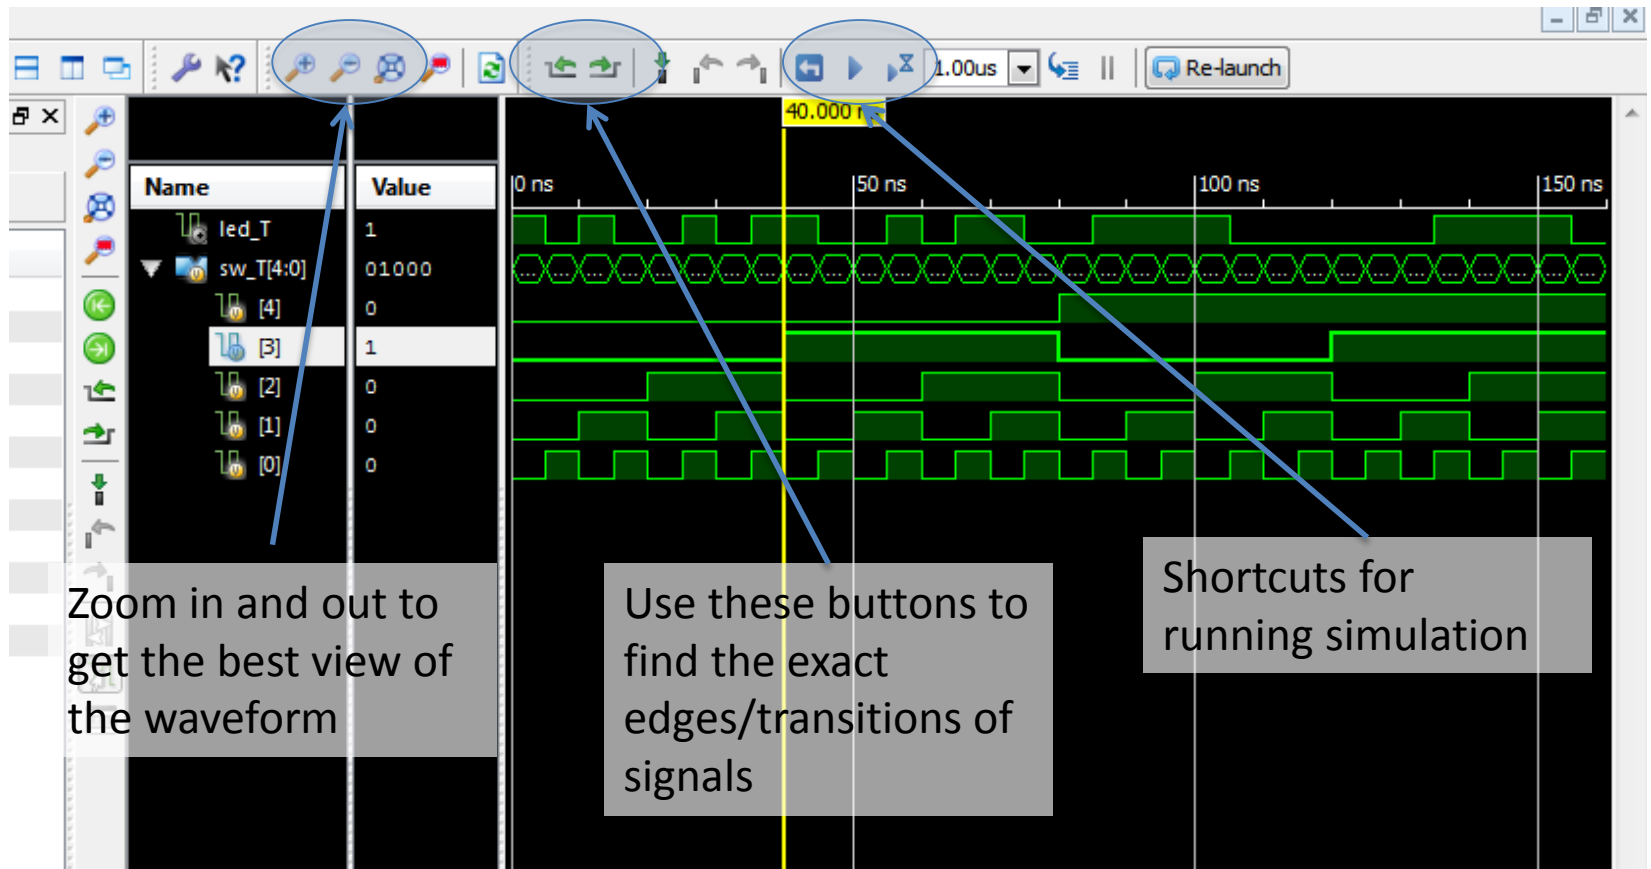 1.00us
Re-launch
40.000
Name
Value
0 ns
50 ns
100 ns
150 ns
led_T
1
sw_T[4:0]
01000
[4]
0
[3]
1
[2]
0
[1]
0
[0]
0
Zoom in and out to
get the best view of
the waveform
Use these buttons to
find the exact
edges/transitions of
signals
Shortcuts for
running simulation